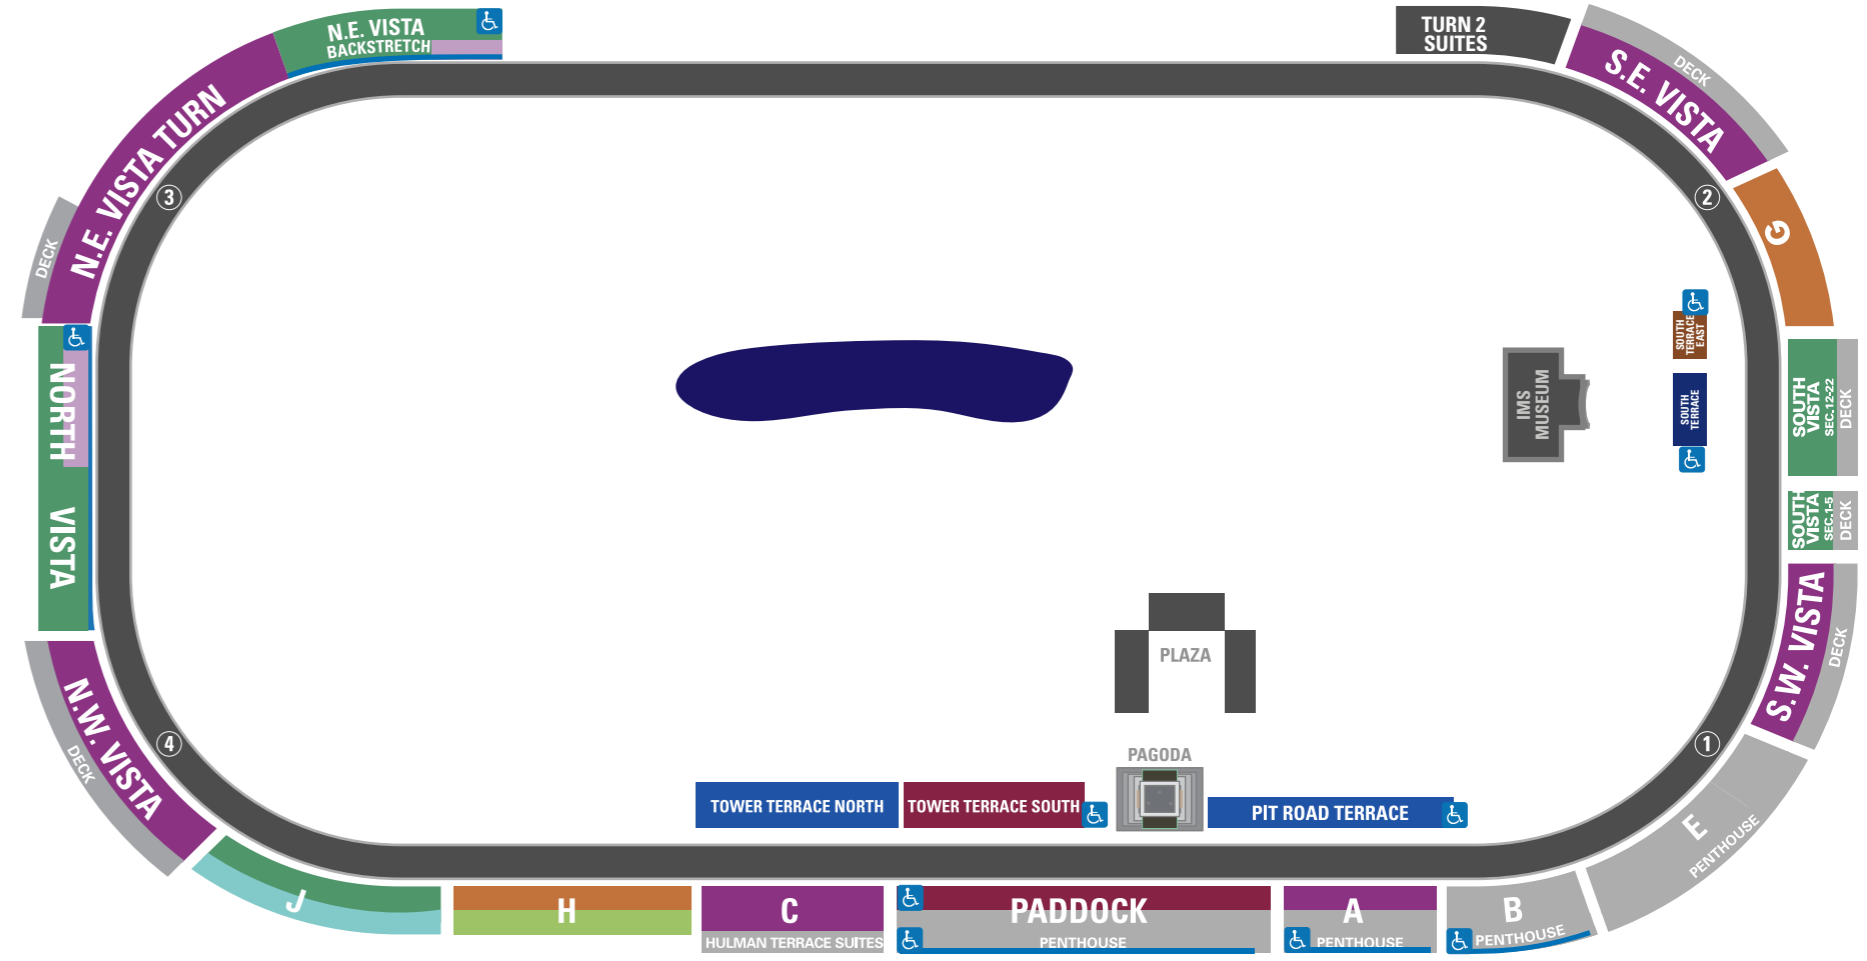 N.E. VISTA
BACKSTRETCH
TURN 2
SUITES
DECK
S.E. VISTA
N.E. VISTA TURN
DECK
3
2
G
SOUTH
TERRACE
EAST
SOUTH
TERRACE
IMS
MUSEUM
SOUTH
VISTA
SEC.12-22
DECK
SOUTH
VISTA
SEC.1-5
DECK
NORTH VISTA
S.W. VISTA
DECK
PLAZA
N.W. VISTA
DECK
4
1
PAGODA
TOWER TERRACE NORTH
TOWER TERRACE SOUTH
PIT ROAD TERRACE
E
PENTHOUSE
J
H
C
HULMAN TERRACE SUITES
PADDOCK
PENTHOUSE
A
PENTHOUSE
B
PENTHOUSE